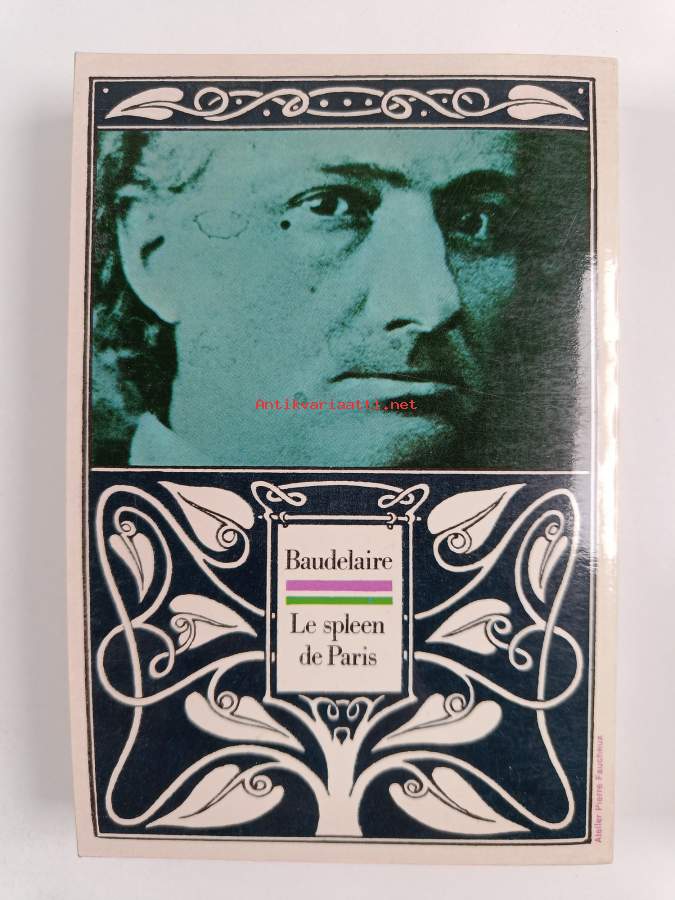 Antikvariaatti.net
Baudelaire
Le spleen
de Paris
Atelier Pierre Faucheux